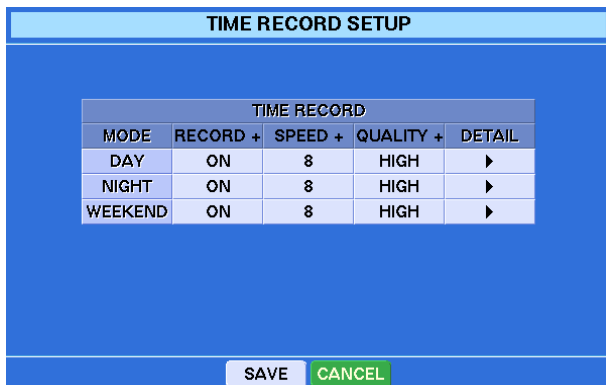 TIME RECORD SETUP
TIME RECORD
MODE RECORD + SPEED + QUALITY + DETAIL
DAY ON 8 HIGH
NIGHT ON 8 HIGH
WEEKEND ON 8 HIGH
SAVE CANCEL